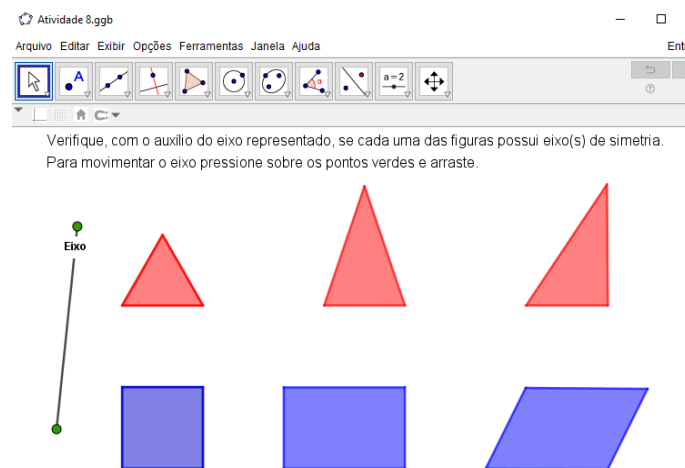 Atividade 8.ggb
Arquivo Editar Exibir Opções Ferramentas Janela Ajuda Ent
A α a = 2
Verifique, com o auxílio do eixo representado, se cada uma das figuras possui eixo(s) de simetria.
Para movimentar o eixo pressione sobre os pontos verdes e arraste.
Eixo